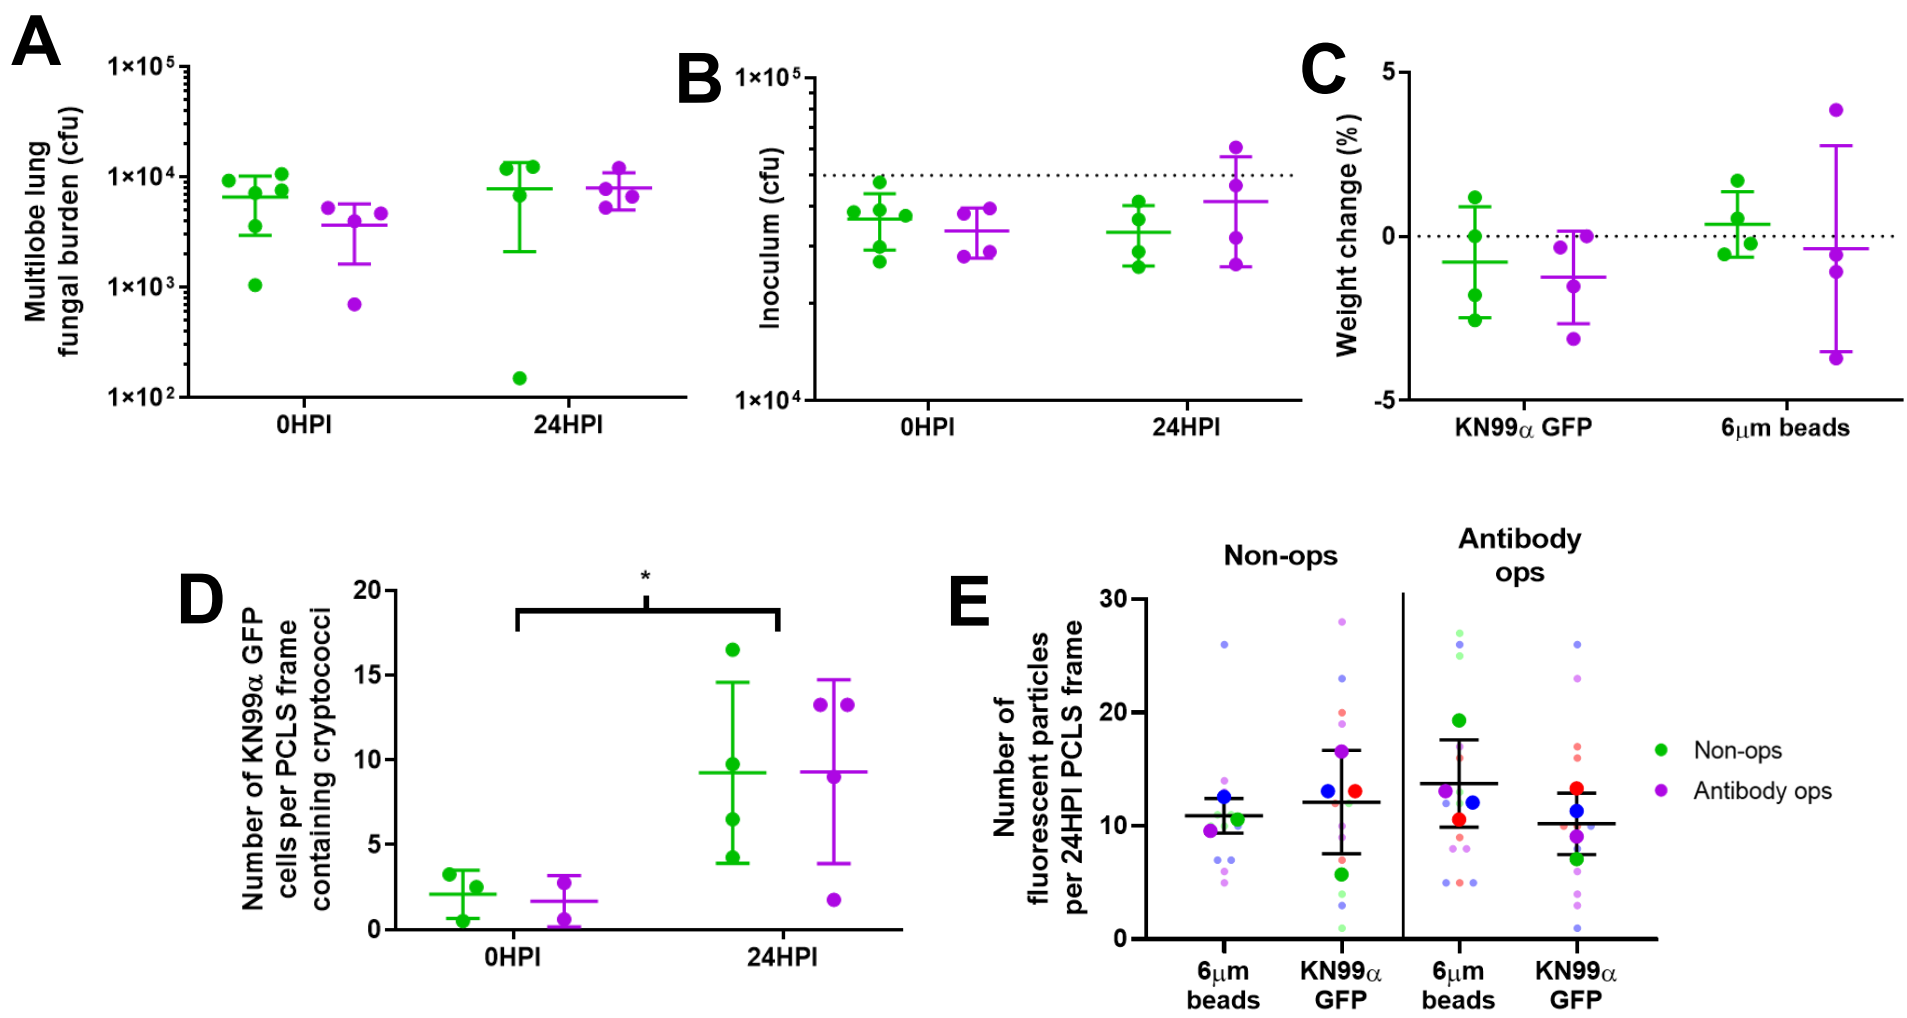 A
Multilobe lung
fungal burden (cfu)
1×10⁵
1×10⁴
1×10³
1×10²
0HPI
24HPI
B
Inoculum (cfu)
1×10⁵
1×10⁴
0HPI
24HPI
C
Weight change (%)
5
0
-5
KN99α GFP
6μm beads
D
Number of KN99α GFP
cells per PCLS frame
containing cryptococci
20
15
10
5
0
*
0HPI
24HPI
E
Non-ops
Antibody
ops
Number of
fluorescent particles
per 24HPI PCLS frame
30
20
10
0
6μm
beads
KN99α
GFP
6μm
beads
KN99α
GFP
Non-ops
Antibody ops